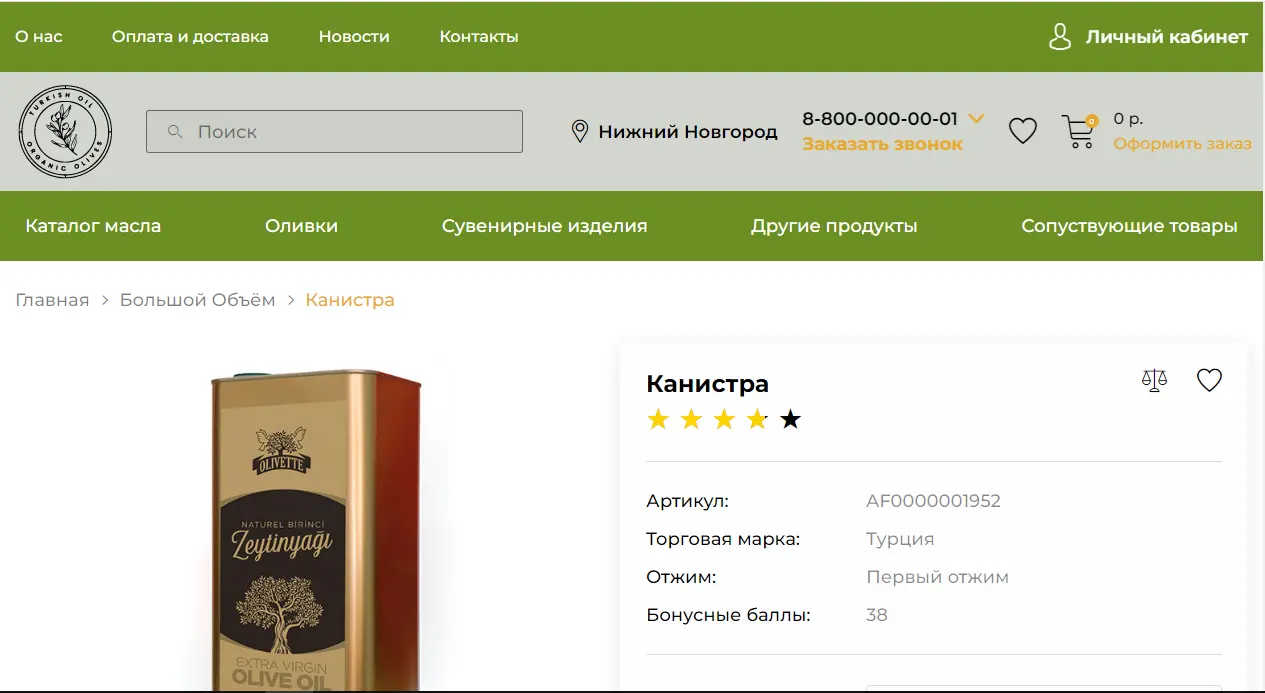 О нас
Оплата и доставка
Новости
Контакты
Личный кабинет
TURKISH OIL
ORGANIC OLIVES
Поиск
Нижний Новгород
8-800-000-00-01
Заказать звонок
0
0 р.
Оформить заказ
Каталог масла
Оливки
Сувенирные изделия
Другие продукты
Сопуствующие товары
Главная > Большой Объём > Канистра
OLIVETTE
NATUREL BİRİNCİ
Zeytinyağı
EXTRA VIRGIN
OLIVE OIL
Канистра
Артикул: AF0000001952
Торговая марка: Турция
Отжим: Первый отжим
Бонусные баллы: 38